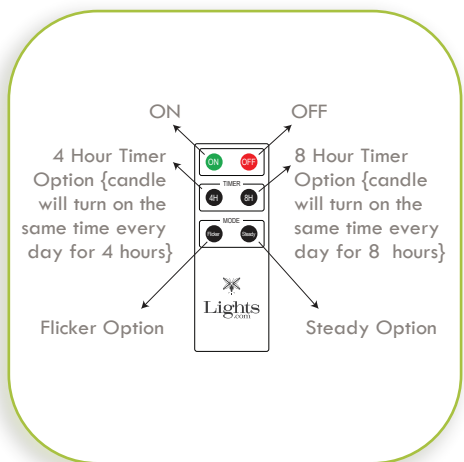 ON
OFF
4 Hour Timer
Option {candle
will turn on the
same time every
day for 4 hours}
8 Hour Timer
Option {candle
will turn on the
same time every
day for 8 hours}
ON OFF
TIMER
4H 8H
MODE
Flicker Steady
Lights
.com
Flicker Option
Steady Option